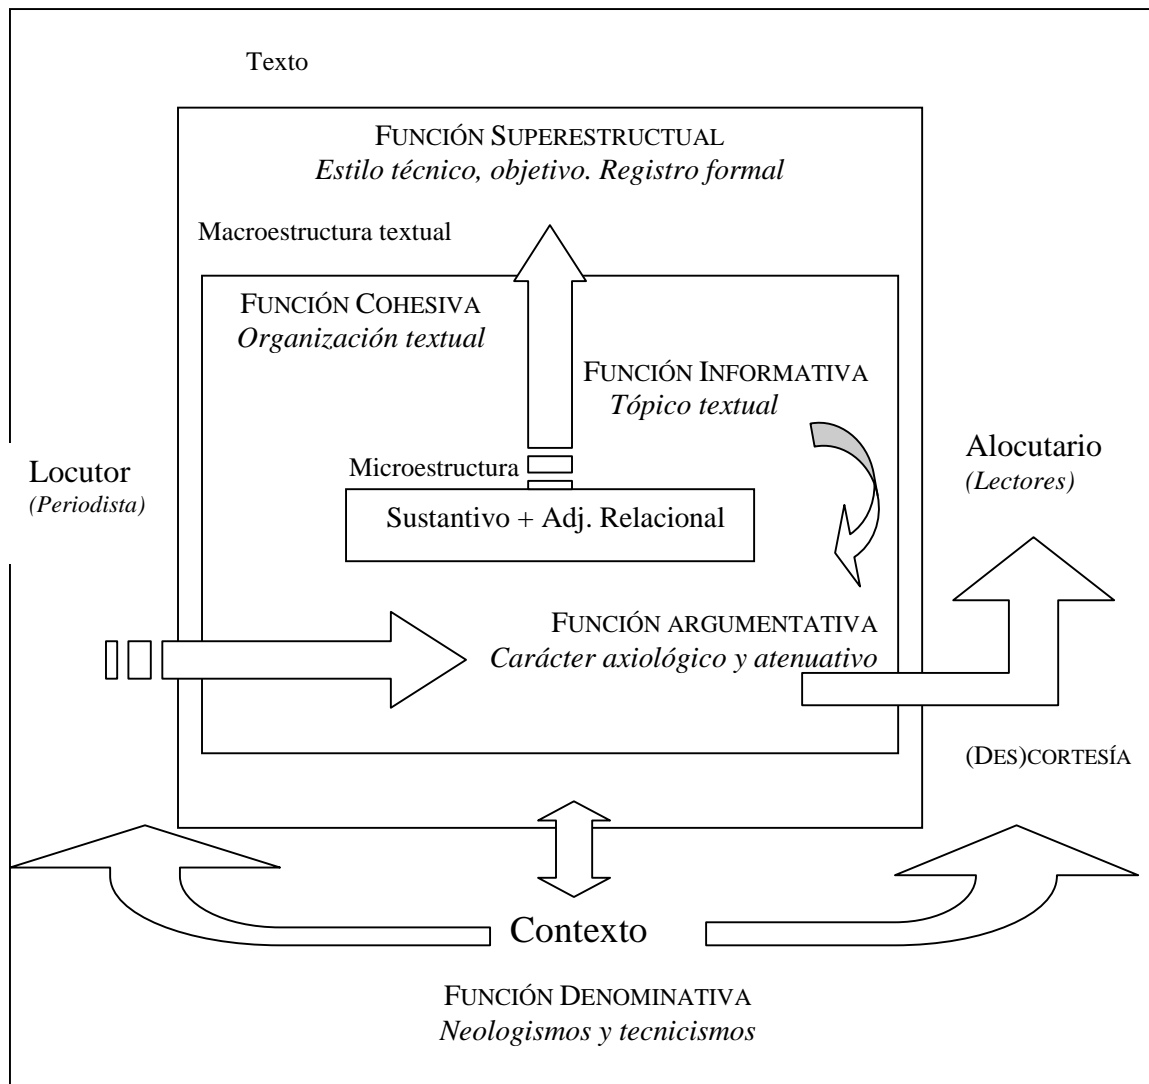 Texto
FUNCIÓN SUPERESTRUCTUAL
Estilo técnico, objetivo. Registro formal
Macroestructura textual
FUNCIÓN COHESIVA
Organización textual
FUNCIÓN INFORMATIVA
Tópico textual
Locutor
(Periodista)
Microestructura
Alocutario
(Lectores)
Sustantivo + Adj. Relacional
FUNCIÓN ARGUMENTATIVA
Carácter axiológico y atenuativo
(DES)CORTESÍA
Contexto
FUNCIÓN DENOMINATIVA
Neologismos y tecnicismos